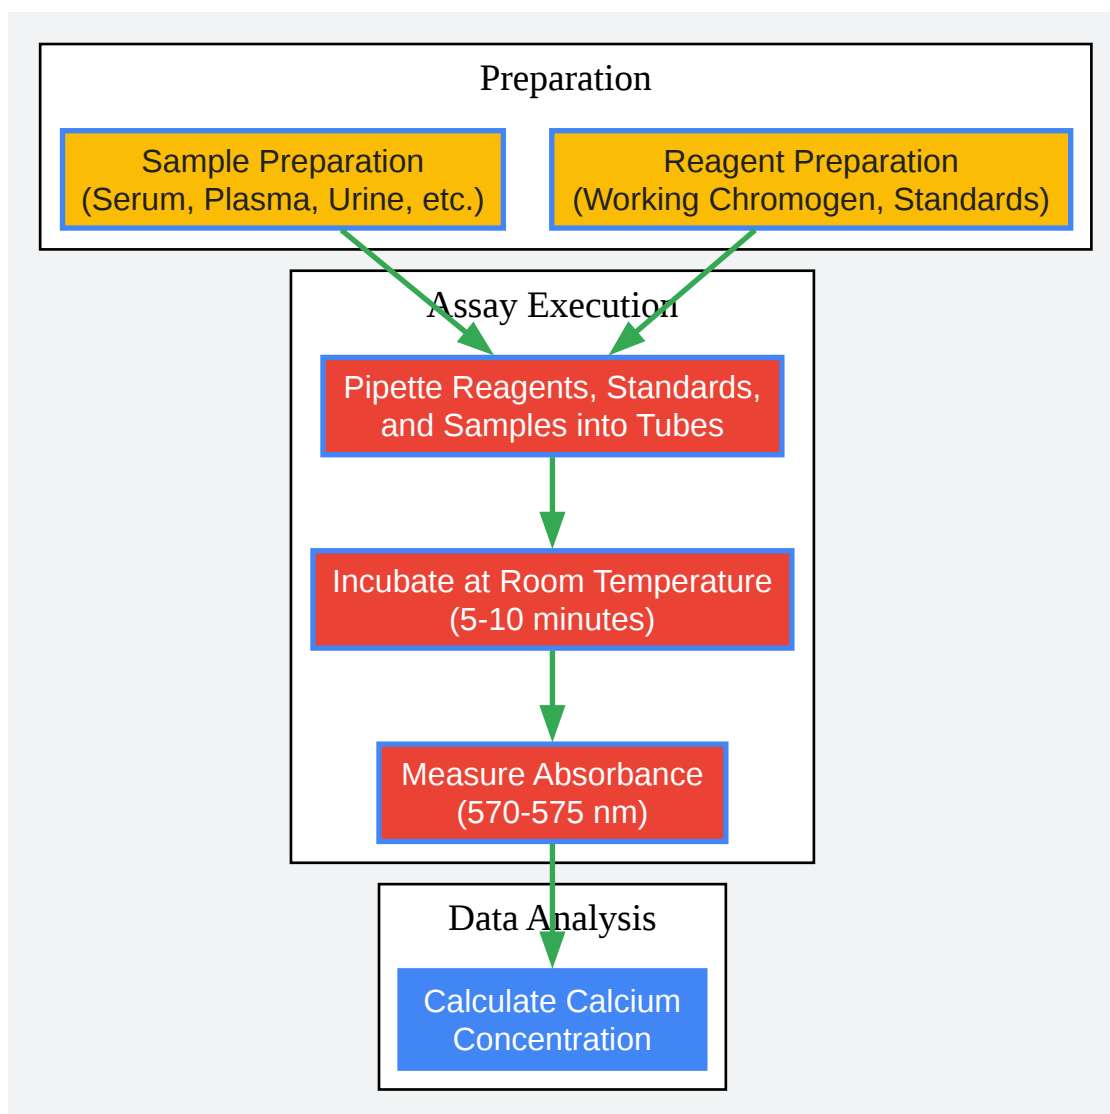 Preparation
Sample Preparation
(Serum, Plasma, Urine, etc.)
Reagent Preparation
(Working Chromogen, Standards)
Assay Execution
Pipette Reagents, Standards,
and Samples into Tubes
Incubate at Room Temperature
(5-10 minutes)
Measure Absorbance
(570-575 nm)
Data Analysis
Calculate Calcium
Concentration